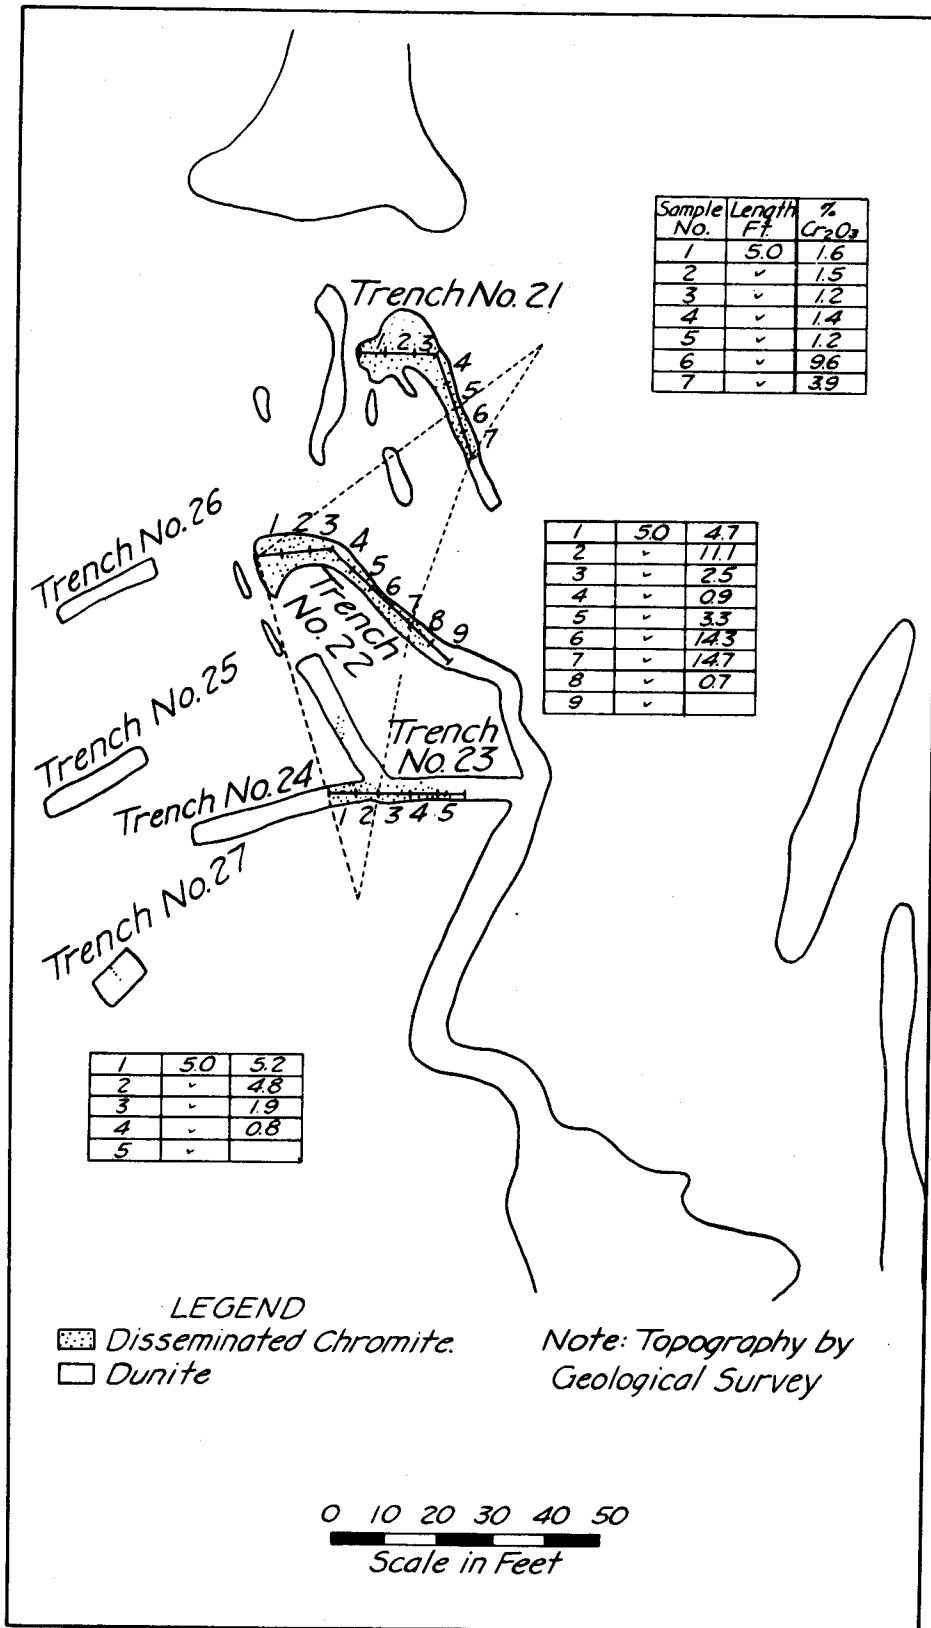 Sample No. Length Ft. % Cr₂O₃
1 5.0 1.6
2 " 1.5
3 " 1.2
4 " 1.4
5 " 1.2
6 " 9.6
7 " 3.9
Trench No. 21
1 2 3
4
5
6
7
Trench No. 26
1 2 3
4
5
6
7
8
9
Trench
No. 22
1 5.0 4.7
2 " 11.1
3 " 2.5
4 " 0.9
5 " 3.3
6 " 14.3
7 " 14.7
8 " 0.7
9 "
Trench No. 25
Trench
No. 23
Trench No. 24
1 2 3 4 5
Trench No. 27
1 5.0 5.2
2 " 4.8
3 " 1.9
4 " 0.8
5 "
LEGEND
Disseminated Chromite.
Dunite
Note: Topography by
Geological Survey
0 10 20 30 40 50
Scale in Feet